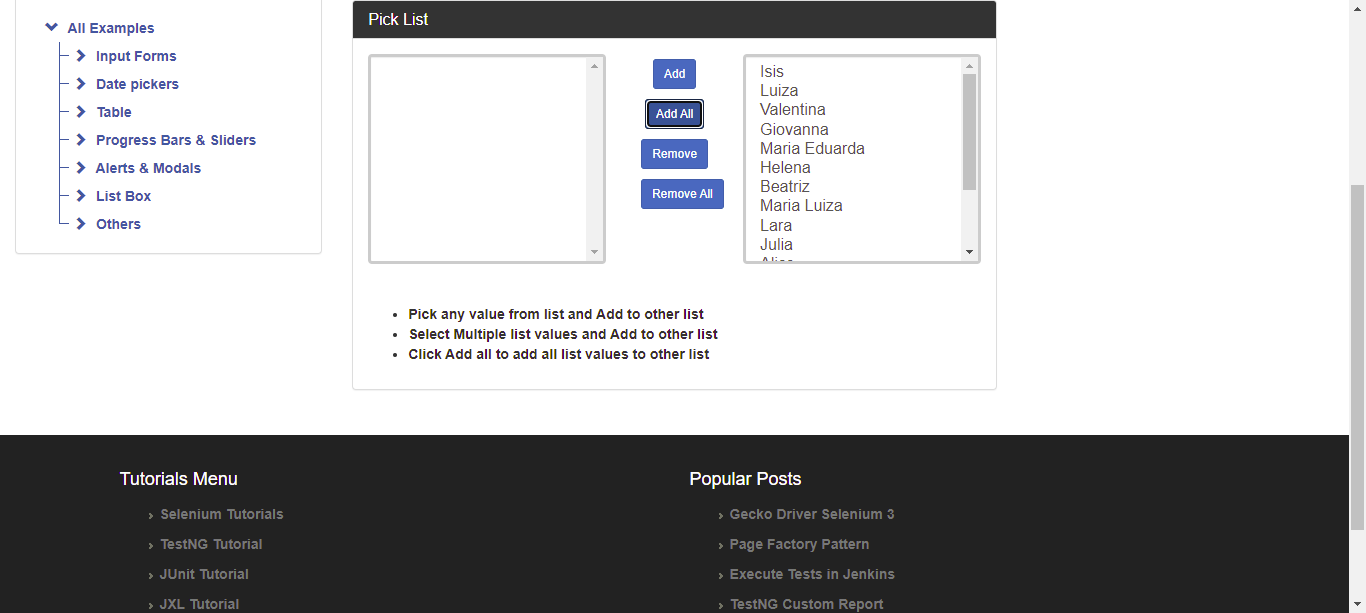 All Examples
Input Forms
Date pickers
Table
Progress Bars & Sliders
Alerts & Modals
List Box
Others
Pick List
Add
Add All
Remove
Remove All
Isis
Luiza
Valentina
Giovanna
Maria Eduarda
Helena
Beatriz
Maria Luiza
Lara
Julia
Pick any value from list and Add to other list
Select Multiple list values and Add to other list
Click Add all to add all list values to other list
Tutorials Menu
Selenium Tutorials
TestNG Tutorial
JUnit Tutorial
JXL Tutorial
Popular Posts
Gecko Driver Selenium 3
Page Factory Pattern
Execute Tests in Jenkins
TestNG Custom Report